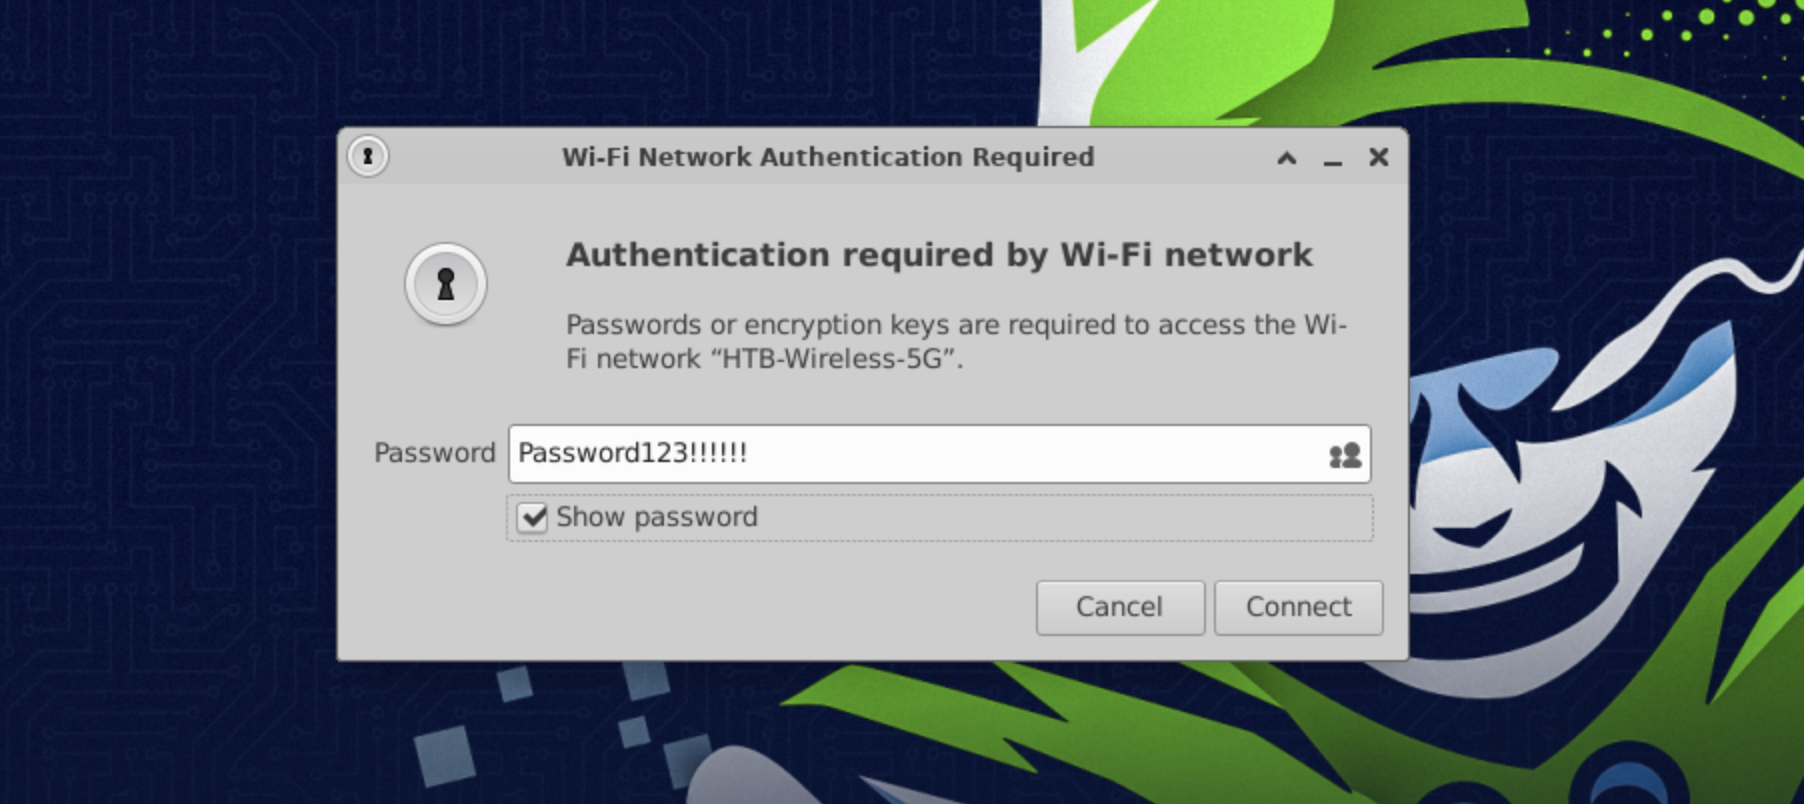 Wi-Fi Network Authentication Required
Authentication required by Wi-Fi network
Passwords or encryption keys are required to access the Wi-
Fi network “HTB-Wireless-5G”.
Password Password123!!!!!!
Show password
Cancel Connect